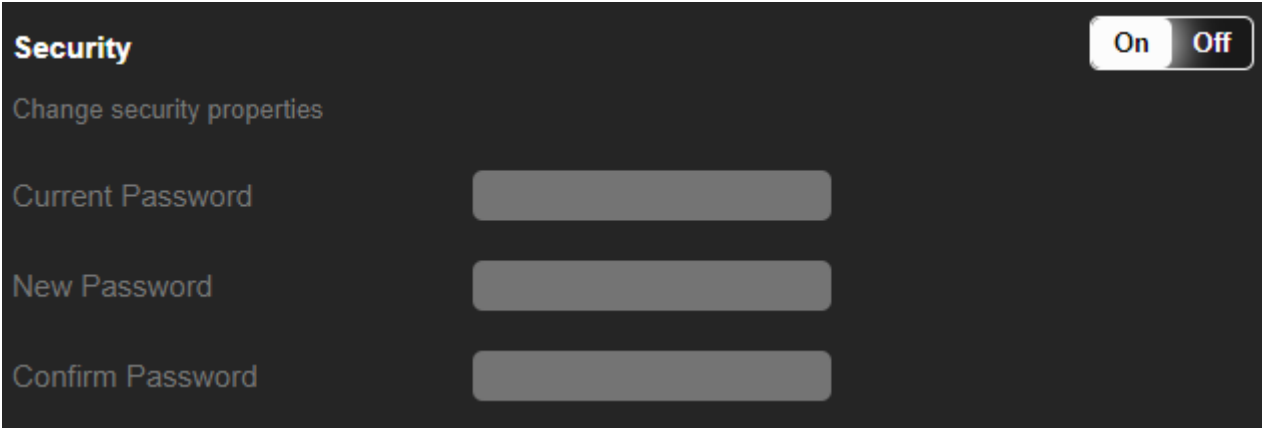 Security
On Off
Change security properties
Current Password
New Password
Confirm Password